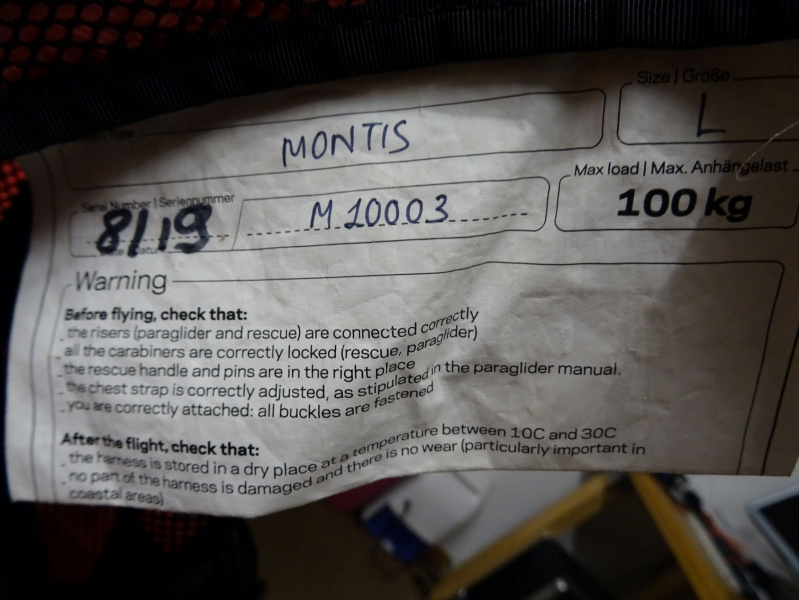 Type
MONTIS
Size | Größe
L
Serial Number | Seriennummer
8/19
M 10003
Max load | Max. Anhängelast
100 kg
Warning
Before flying, check that:
- the risers (paraglider and rescue) are connected correctly
- all the carabiners are correctly locked (rescue, paraglider)
- the rescue handle and pins are in the right place
- the chest strap is correctly adjusted, as stipulated in the paraglider manual.
- you are correctly attached: all buckles are fastened
After the flight, check that:
- the harness is stored in a dry place at a temperature between 10C and 30C
- no part of the harness is damaged and there is no wear (particularly important in
coastal areas)